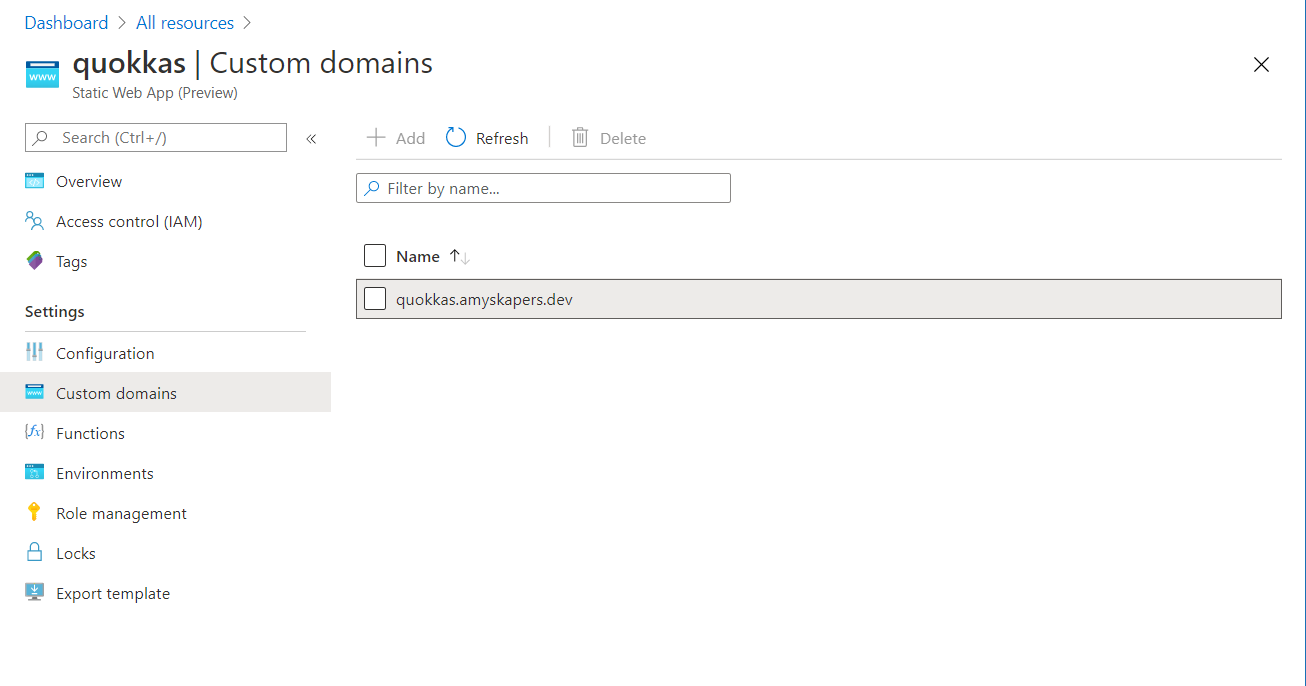 Dashboard > All resources >
www
quokkas | Custom domains
Static Web App (Preview)
Search (Ctrl+/)
«
Add
Refresh
Delete
Overview
Access control (IAM)
Tags
Settings
Configuration
www
Custom domains
Functions
Environments
Role management
Locks
Export template
Filter by name...
Name ↑↓
quokkas.amyskapers.dev